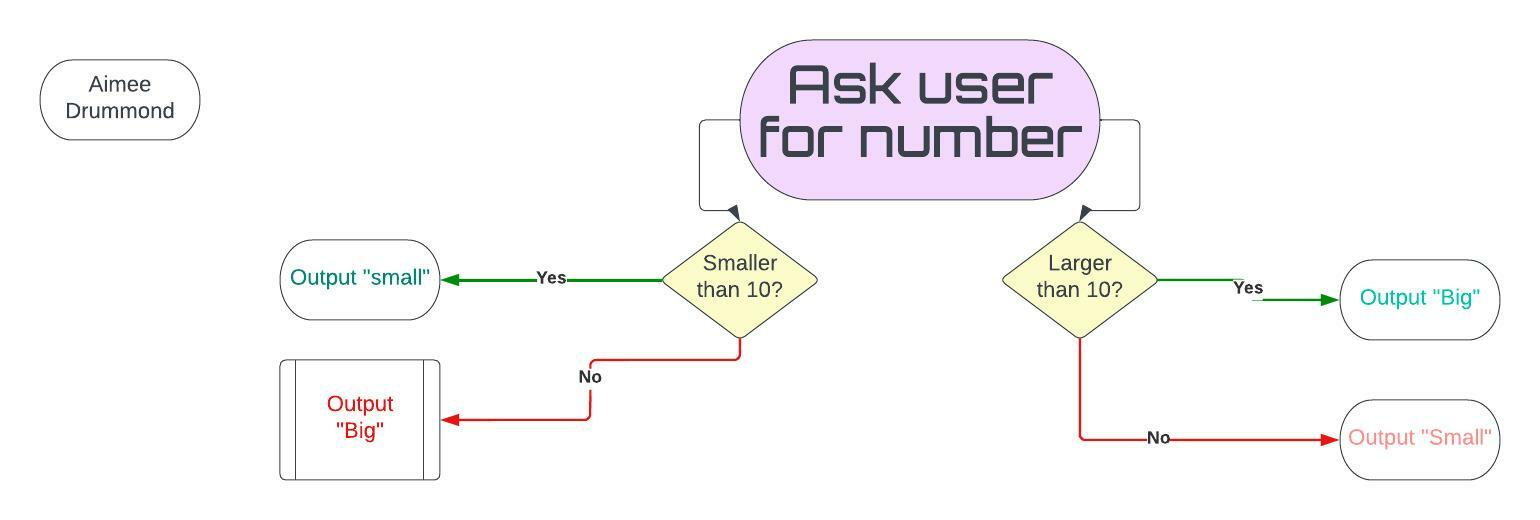 Aimee
Drummond
Ask user
for number
Smaller
than 10?
Larger
than 10?
Yes
Output "small"
Yes
Output "Big"
No
Output
"Big"
No
Output "Small"